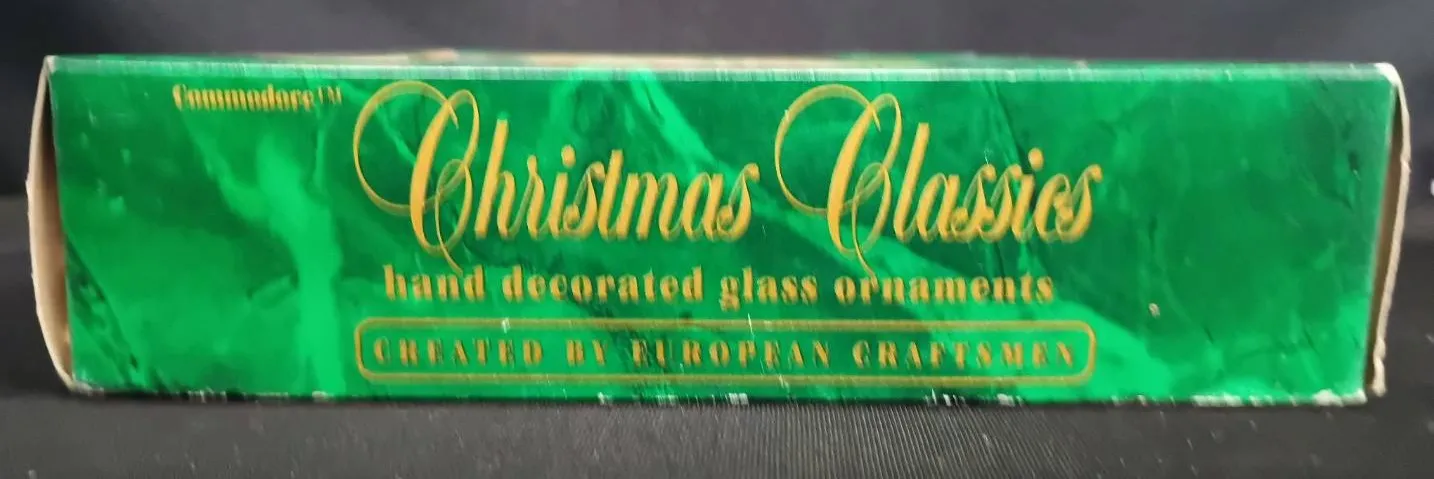 Commodore™
Christmas Classics
hand decorated glass ornaments
CREATED BY EUROPEAN CRAFTSMEN